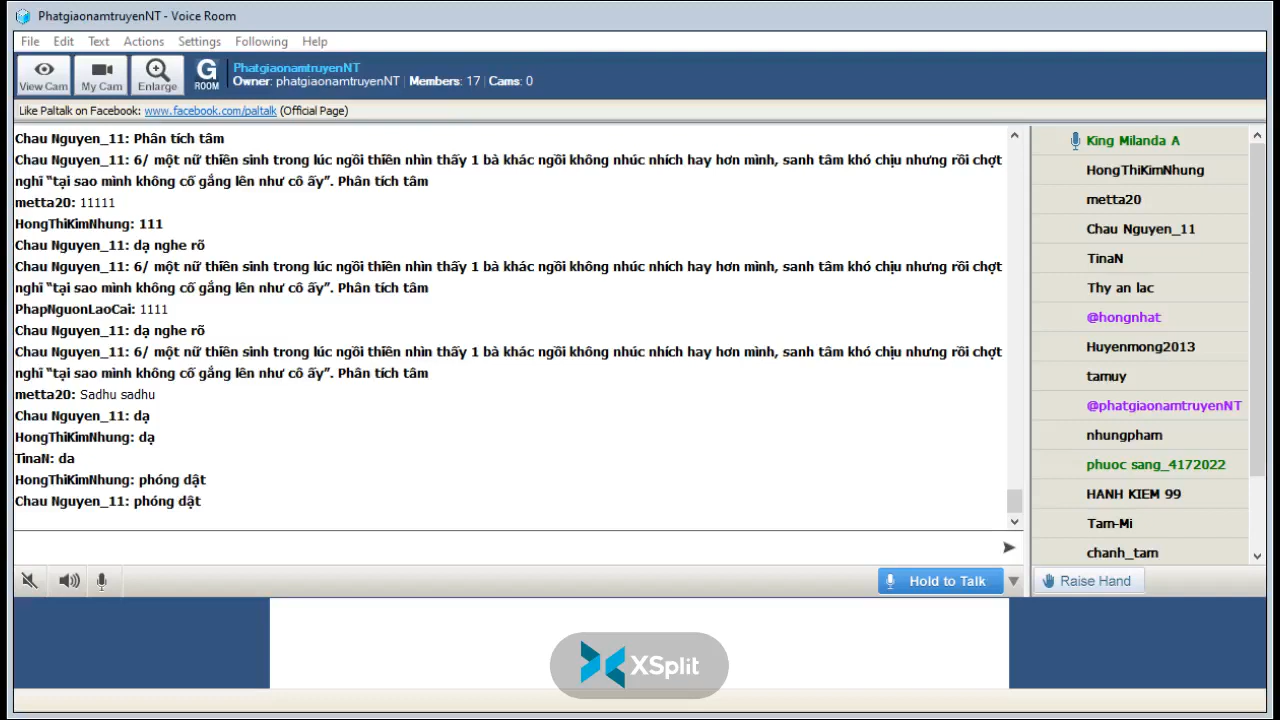 PhatgiaonamtruyenNT - Voice Room
File Edit Text Actions Settings Following Help
View Cam
My Cam
Enlarge
G
ROOM
PhatgiaonamtruyenNT
Owner: phatgiaonamtruyenNT | Members: 17 | Cams: 0
Like Paltalk on Facebook: www.facebook.com/paltalk (Official Page)
Chau Nguyen_11: Phân tích tâm
Chau Nguyen_11: 6/ một nữ thiền sinh trong lúc ngồi thiền nhìn thấy 1 bà khác ngồi không nhúc nhích hay hơn mình, sanh tâm khó chịu nhưng rồi chợt
nghĩ “tại sao mình không cố gắng lên như cô ấy”. Phân tích tâm
metta20: 11111
HongThiKimNhung: 111
Chau Nguyen_11: dạ nghe rõ
Chau Nguyen_11: 6/ một nữ thiền sinh trong lúc ngồi thiền nhìn thấy 1 bà khác ngồi không nhúc nhích hay hơn mình, sanh tâm khó chịu nhưng rồi chợt
nghĩ “tại sao mình không cố gắng lên như cô ấy”. Phân tích tâm
PhapNguonLaoCai: 1111
Chau Nguyen_11: dạ nghe rõ
Chau Nguyen_11: 6/ một nữ thiền sinh trong lúc ngồi thiền nhìn thấy 1 bà khác ngồi không nhúc nhích hay hơn mình, sanh tâm khó chịu nhưng rồi chợt
nghĩ “tại sao mình không cố gắng lên như cô ấy”. Phân tích tâm
metta20: Sadhu sadhu
Chau Nguyen_11: dạ
HongThiKimNhung: dạ
TinaN: da
HongThiKimNhung: phóng dật
Chau Nguyen_11: phóng dật
King Milanda A
HongThiKimNhung
metta20
Chau Nguyen_11
TinaN
Thy an lac
@hongnhat
Huyenmong2013
tamuy
@phatgiaonamtruyenNT
nhungpham
phuoc sang_4172022
HANH KIEM 99
Tam-Mi
chanh_tam
Hold to Talk
Raise Hand
XSplit